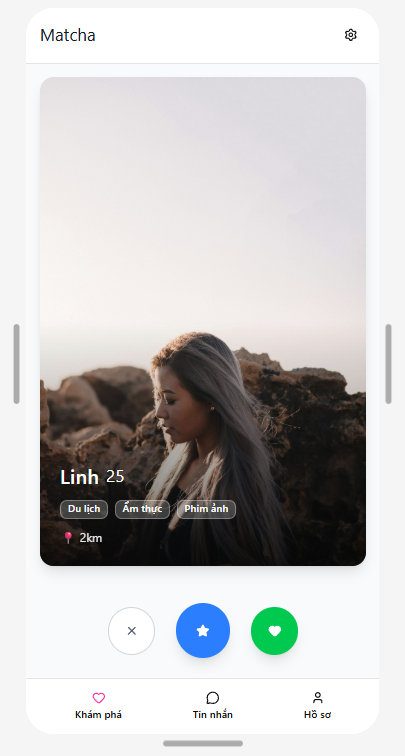 Matcha
Linh 25
Du lịch Ẩm thực Phim ảnh
2km
Khám phá Tin nhắn Hồ sơ